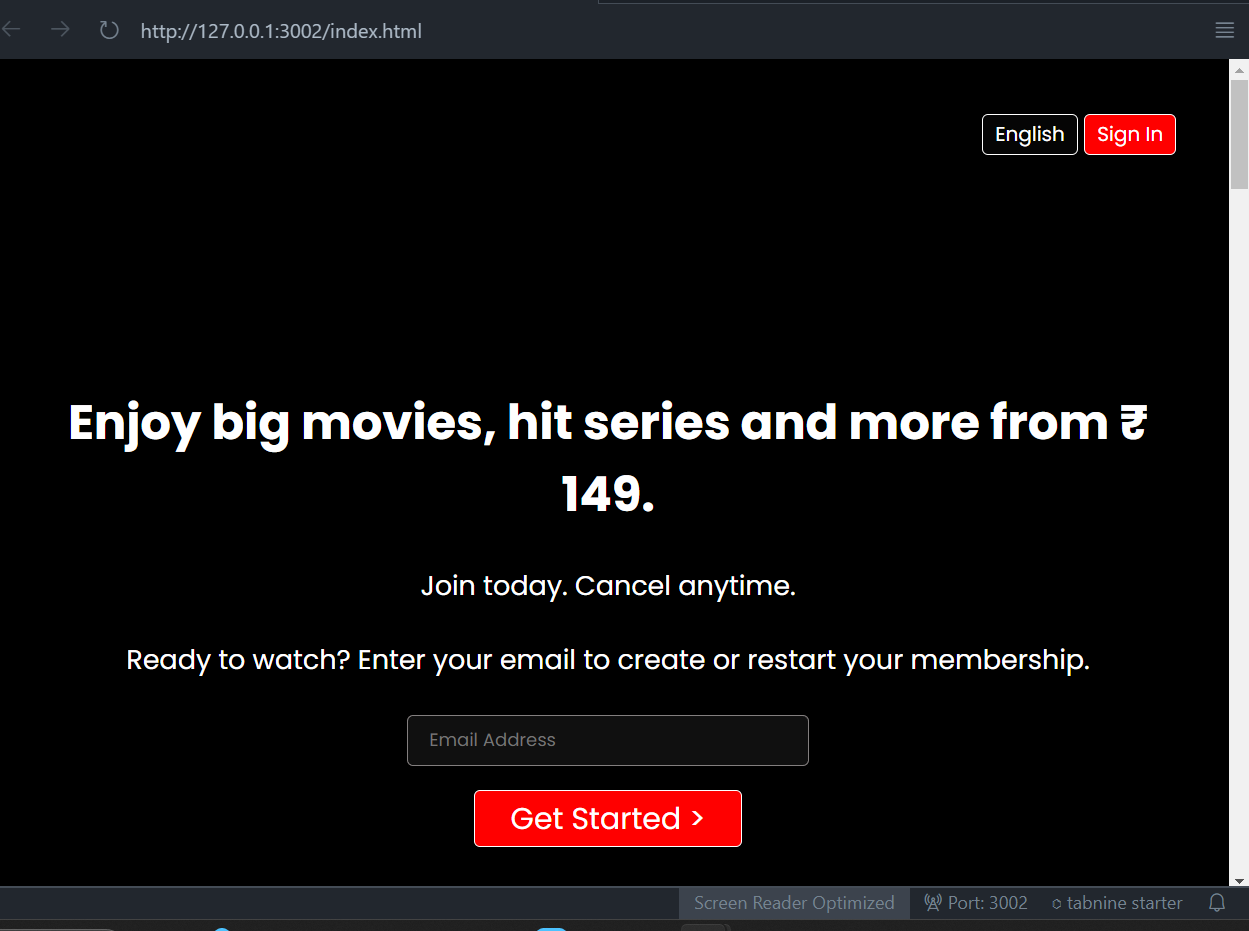 http://127.0.0.1:3002/index.html
English Sign In
Enjoy big movies, hit series and more from ₹
149.
Join today. Cancel anytime.
Ready to watch? Enter your email to create or restart your membership.
Email Address
Get Started >
Screen Reader Optimized Port: 3002 tabnine starter